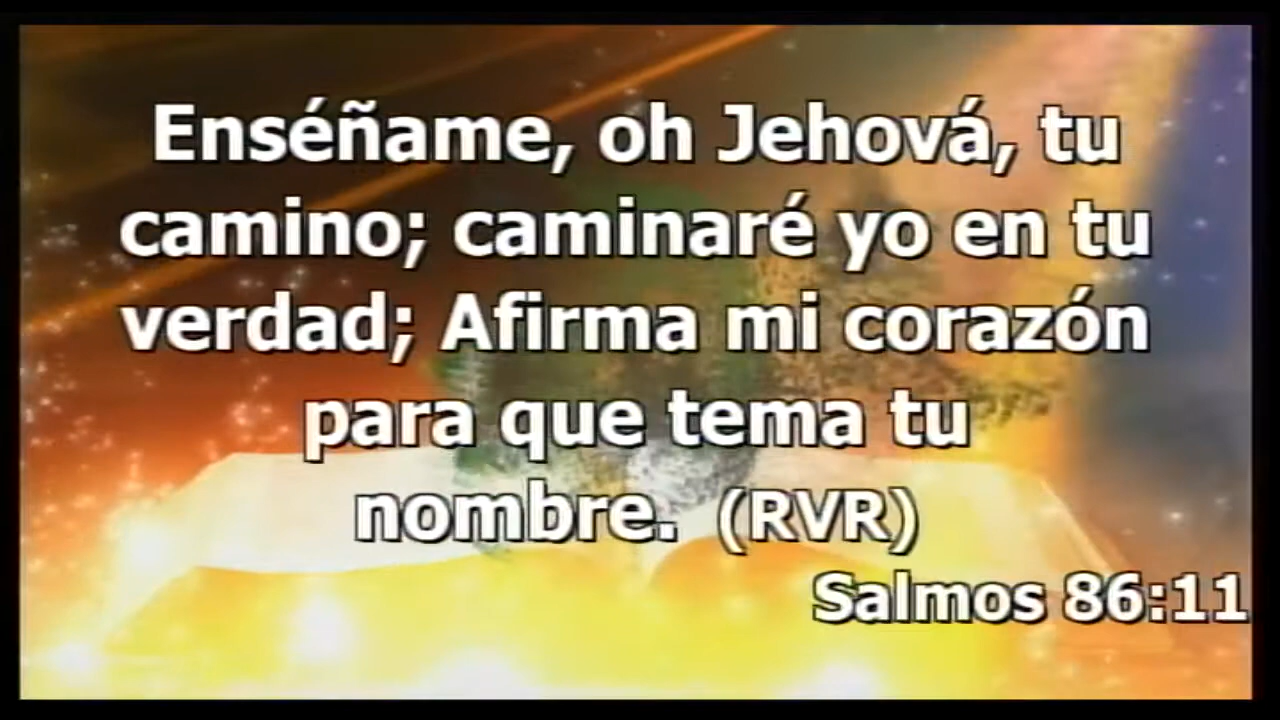 Enséñame, oh Jehová, tu
camino; caminaré yo en tu
verdad; Afirma mi corazón
para que tema tu
nombre. (RVR)
Salmos 86:11